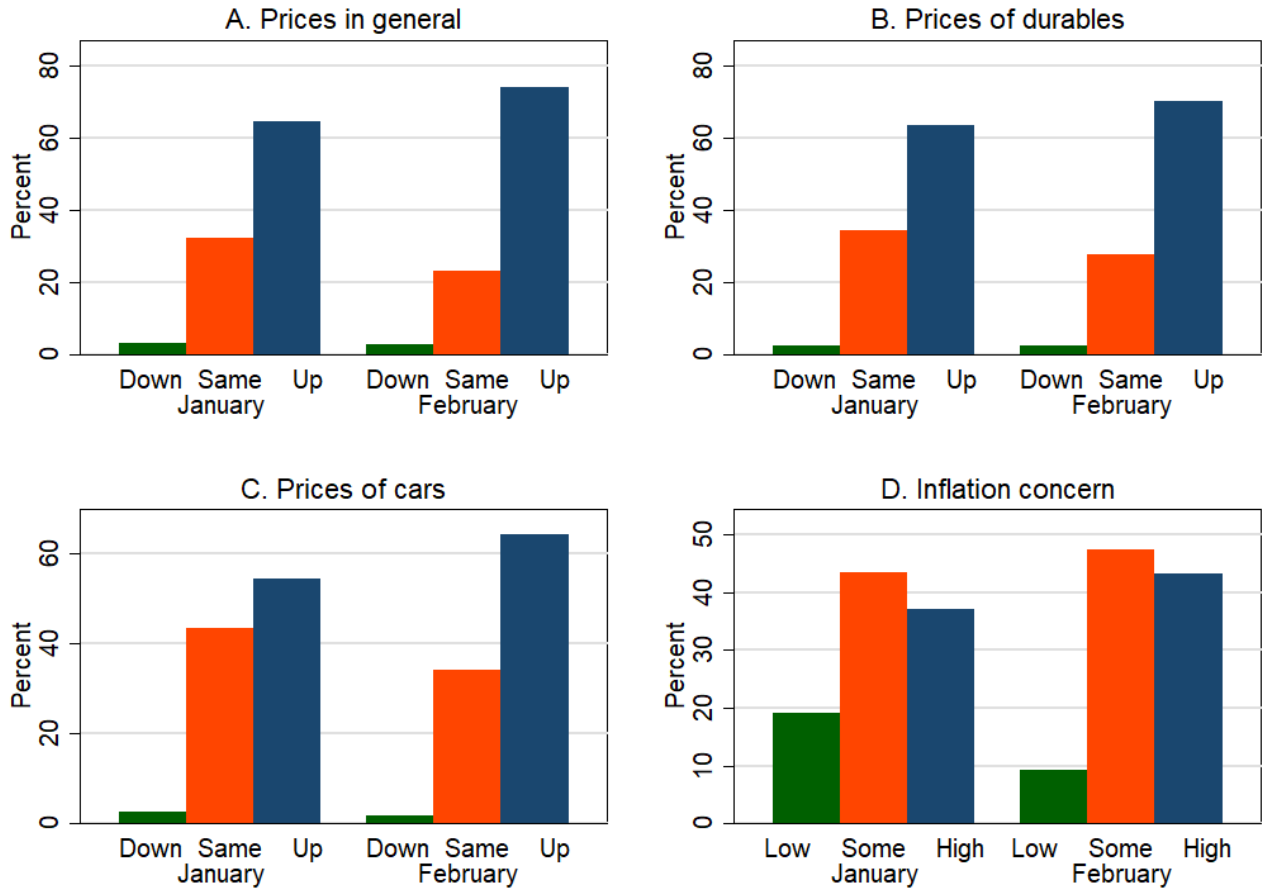 A. Prices in general
Percent
80
60
40
20
0
Down Same Up Down Same Up
January February
B. Prices of durables
Percent
80
60
40
20
0
Down Same Up Down Same Up
January February
C. Prices of cars
Percent
60
40
20
0
Down Same Up Down Same Up
January February
D. Inflation concern
Percent
50
40
30
20
10
0
Low Some High Low Some High
January February